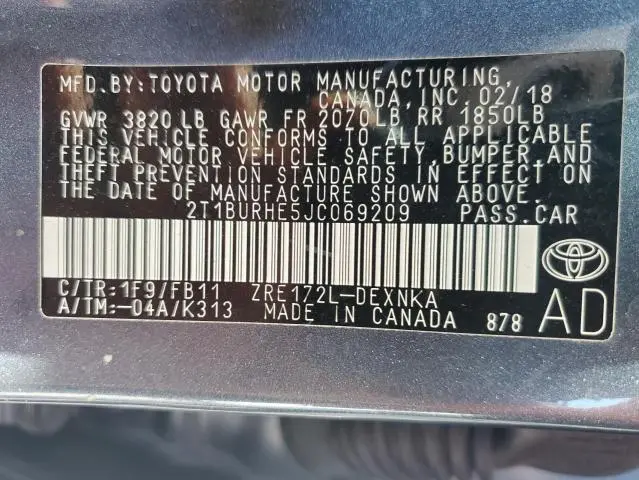 MFD.BY:TOYOTA MOTOR MANUFACTURING,
CANADA, INC. 02/18
GVWR 3820 LB GAWR FR 2070LB RR 1850LB
THIS VEHICLE CONFORMS TO ALL APPLICABLE
FEDERAL MOTOR VEHICLE SAFETY, BUMPER, AND
THEFT PREVENTION STANDARDS IN EFFECT ON
THE DATE OF MANUFACTURE SHOWN ABOVE.
2T1BURHE5JC069209 PASS.CAR
C/TR:1F9/FB11 ZRE172L-DEXNKA
A/TM:-04A/K313 MADE IN CANADA 878
AD